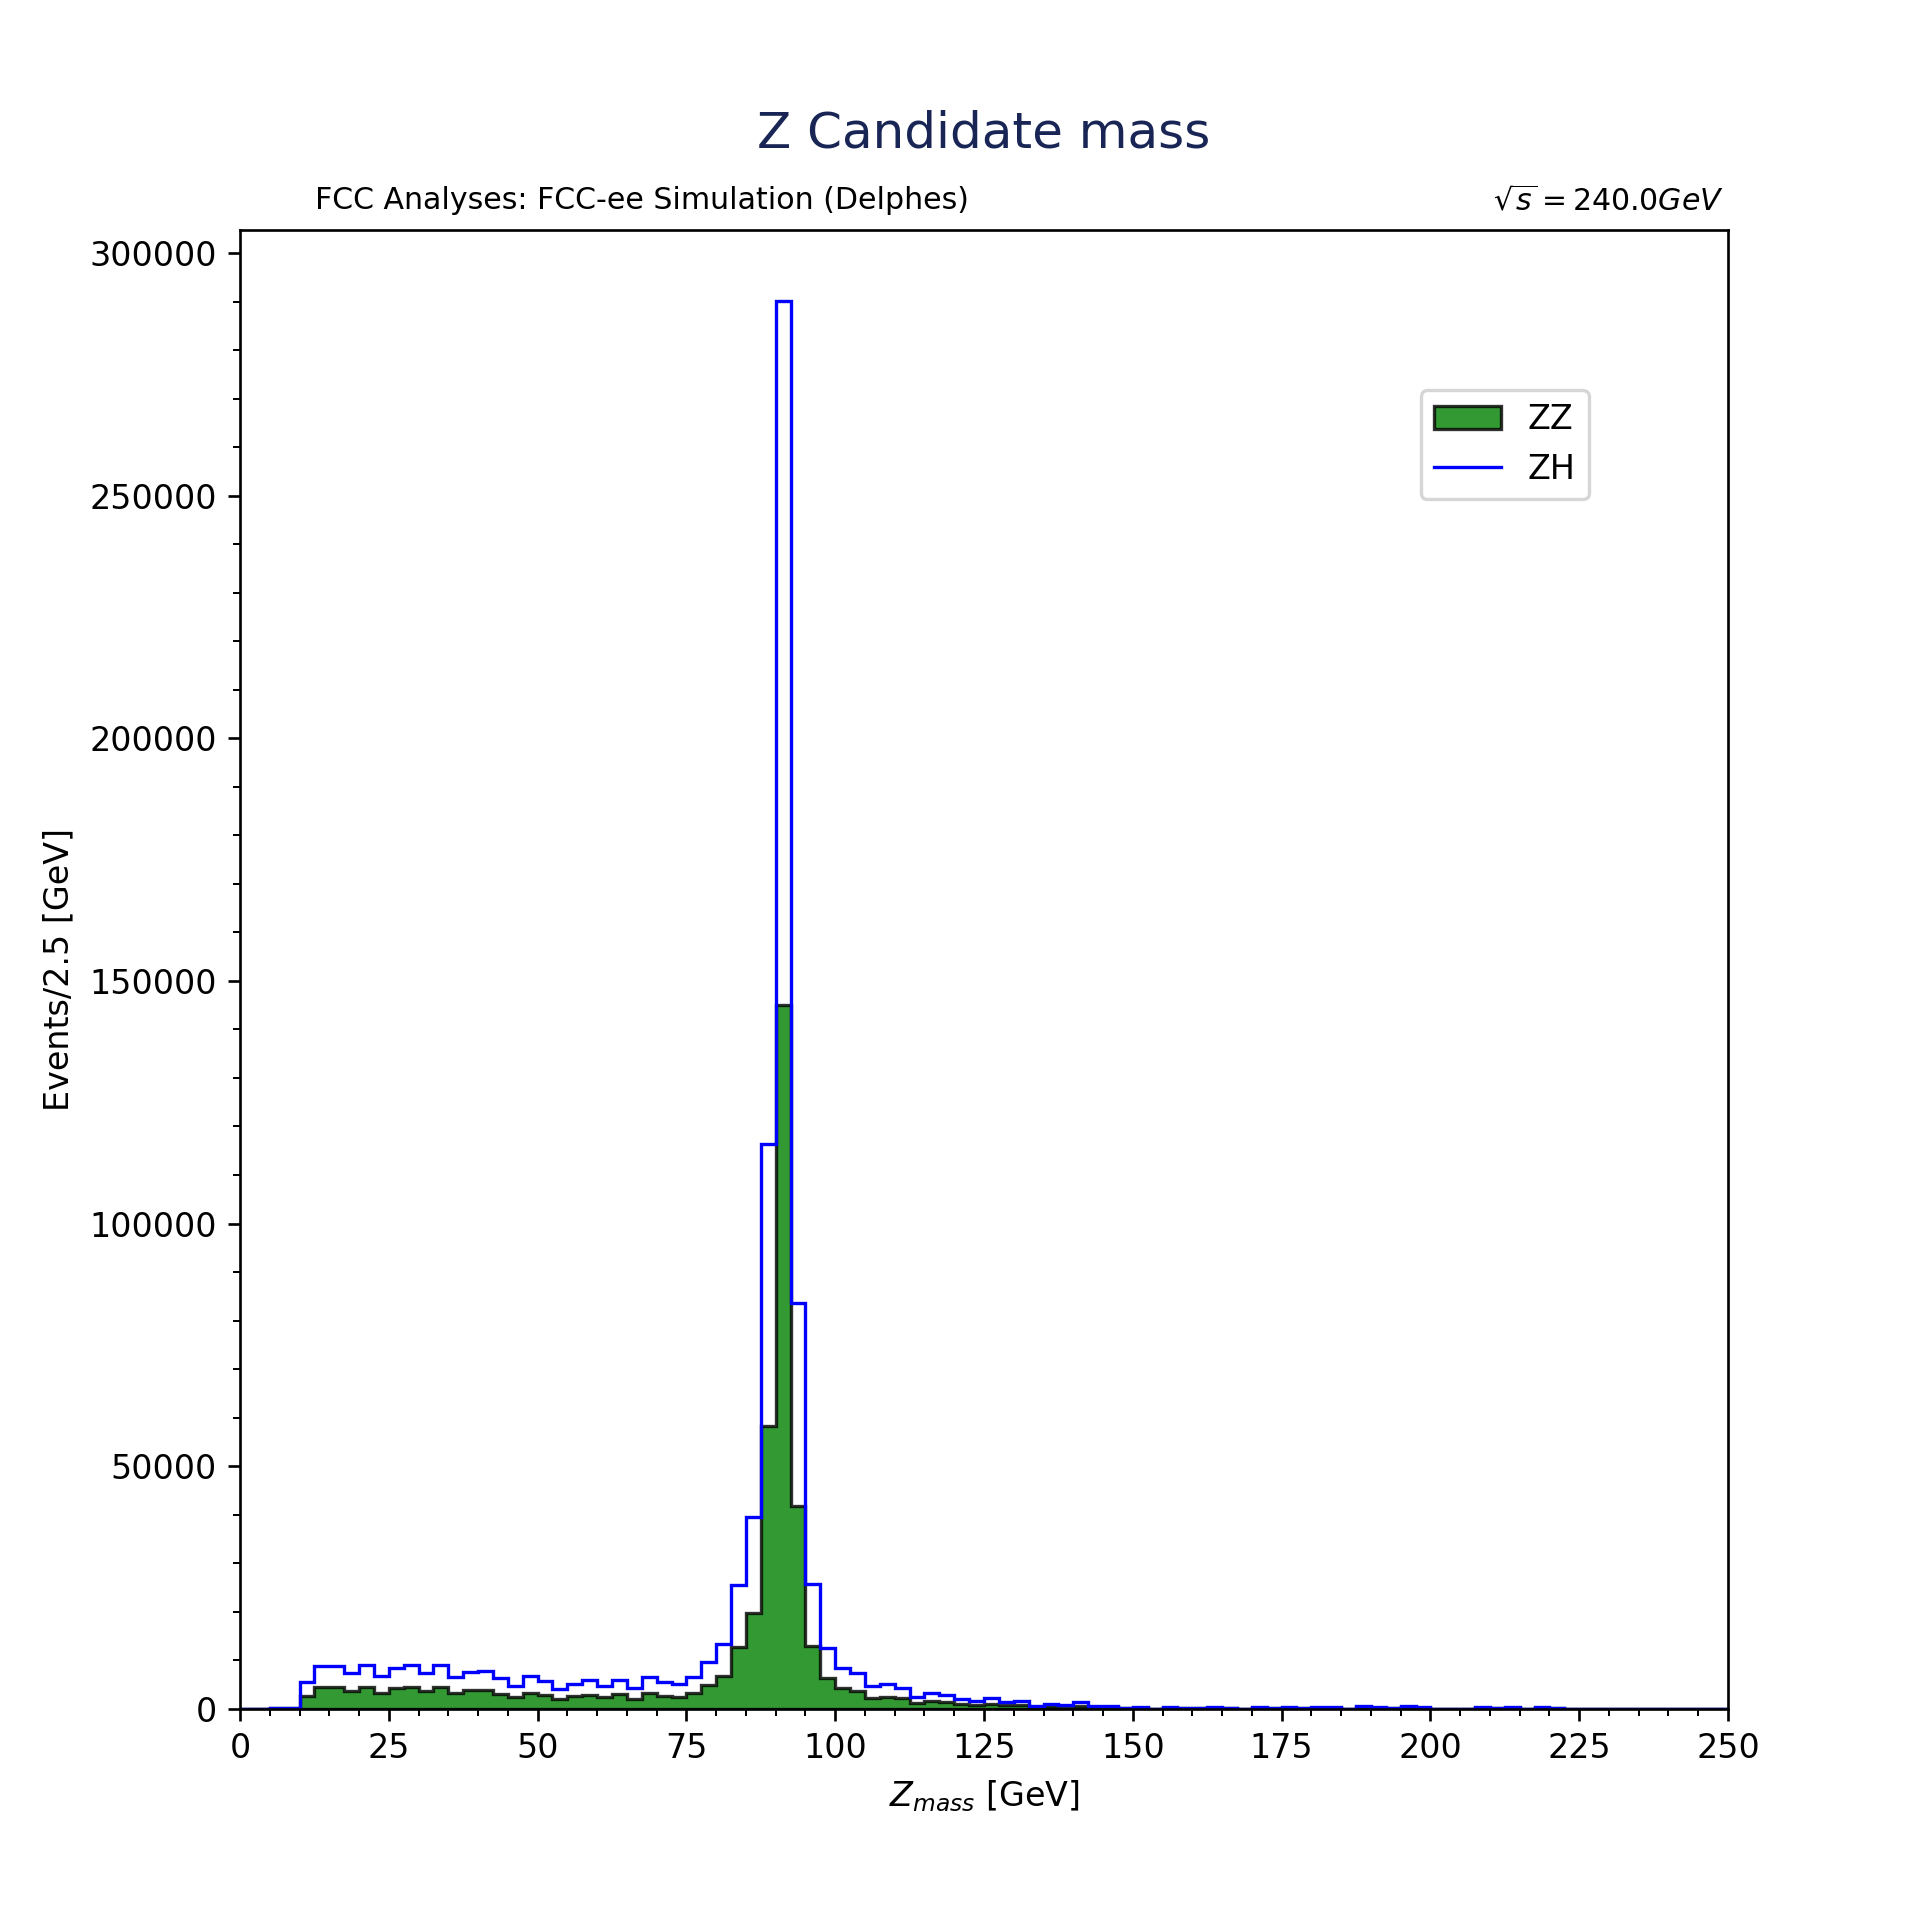 Z Candidate mass
FCC Analyses: FCC-ee Simulation (Delphes)
√s = 240.0GeV
300000
250000
200000
150000
100000
50000
0
Events/2.5 [GeV]
ZZ
ZH
0 25 50 75 100 125 150 175 200 225 250
Z_mass [GeV]